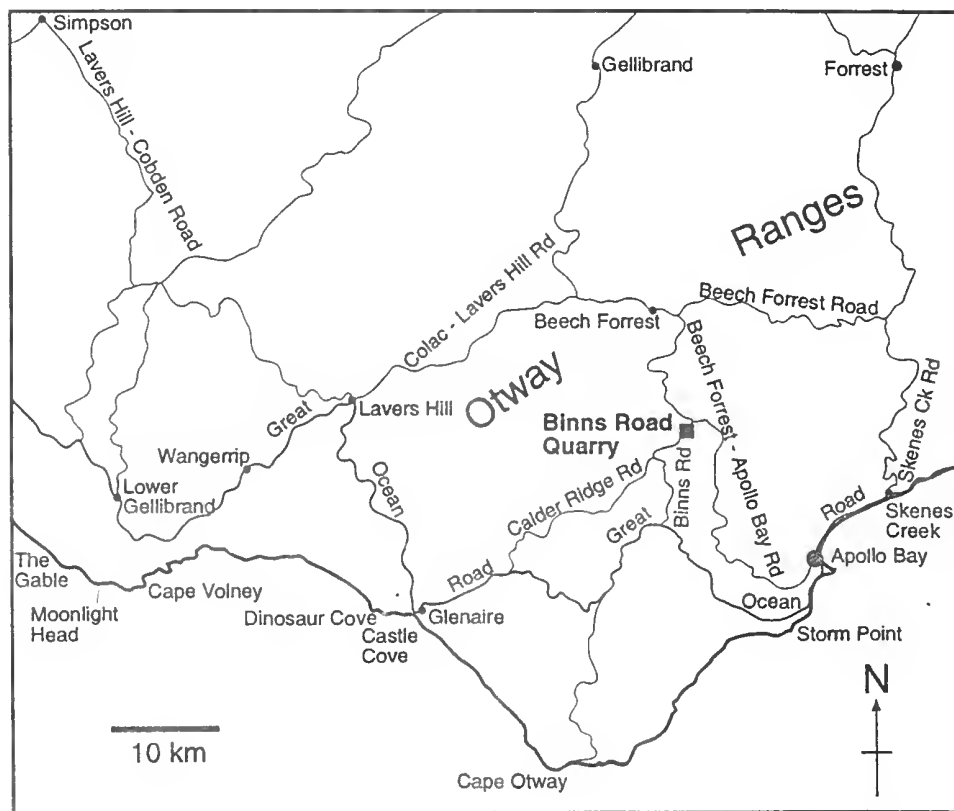 Simpson
Lavers Hill - Cobden Road
Gellibrand
Forrest
Ranges
Colac - Lavers Hill Rd
Beech Forrest
Beech Forrest Road
Otway
Great
Lavers Hill
Beech Forrest - Apollo Bay Rd
Skenes Ck Rd
Binns Road
Quarry
Wangerrip
Ocean
Lower
Gellibrand
Calder Ridge Rd
Binns Rd
Great
Road
Skenes
Creek
The
Gable
Moonlight
Head
Cape Volney
Dinosaur Cove
Castle
Cove
Road
Glenaire
Apollo Bay
Ocean
Storm Point
N
10 km
Cape Otway